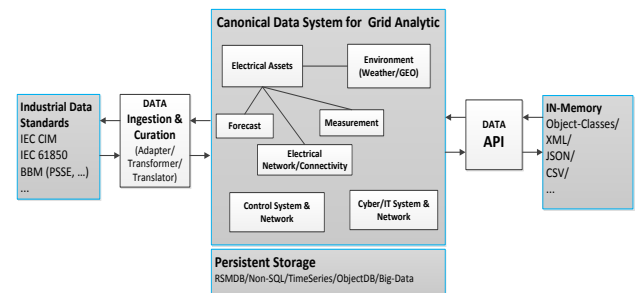 Canonical Data System for Grid Analytic
Electrical Assets
Environment
(Weather/GEO)
Forecast
Measurement
Electrical
Network/Connectivity
Control System &
Network
Cyber/IT System &
Network
Industrial Data
Standards
IEC CIM
IEC 61850
BBM (PSSE, ...)
...
DATA
Ingestion &
Curation
(Adapter/
Transformer/
Translator)
DATA
API
IN-Memory
Object-Classes/
XML/
JSON/
CSV/
...
Persistent Storage
RSMDB/Non-SQL/TimeSeries/ObjectDB/Big-Data